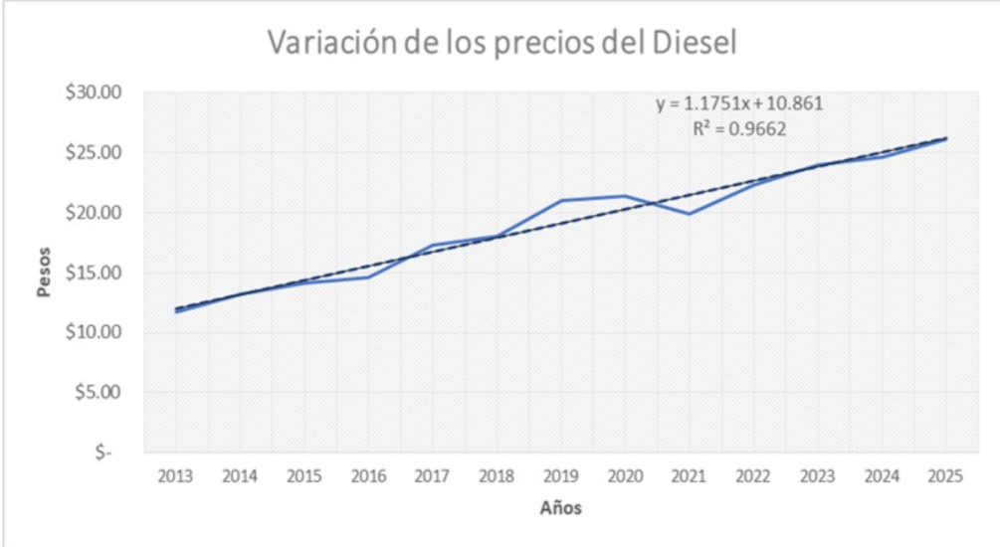 Variación de los precios del Diesel
y = 1.1751x + 10.861
R² = 0.9662
$30.00
$25.00
$20.00
$15.00
$10.00
$5.00
$-
Pesos
2013 2014 2015 2016 2017 2018 2019 2020 2021 2022 2023 2024 2025
Años